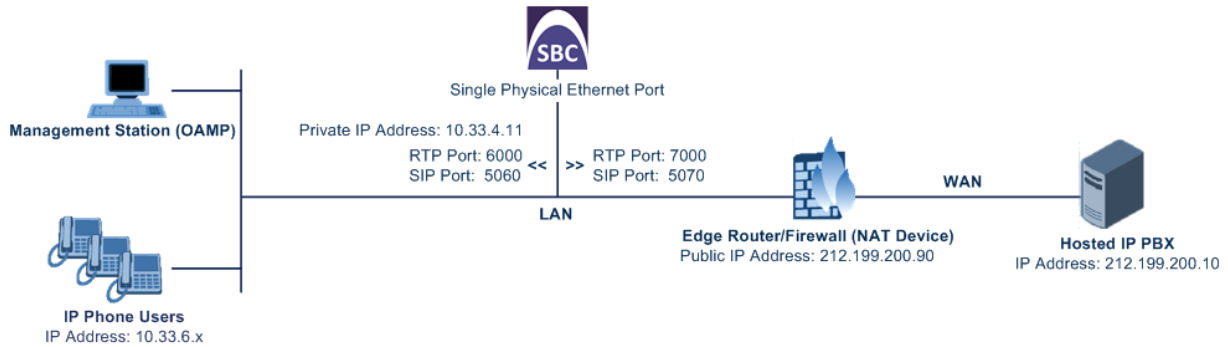 SBC
Single Physical Ethernet Port
Management Station (OAMP)
Private IP Address: 10.33.4.11
RTP Port: 6000 << >> RTP Port: 7000
SIP Port: 5060 SIP Port: 5070
WAN
LAN
Edge Router/Firewall (NAT Device)
Public IP Address: 212.199.200.90
Hosted IP PBX
IP Address: 212.199.200.10
IP Phone Users
IP Address: 10.33.6.x